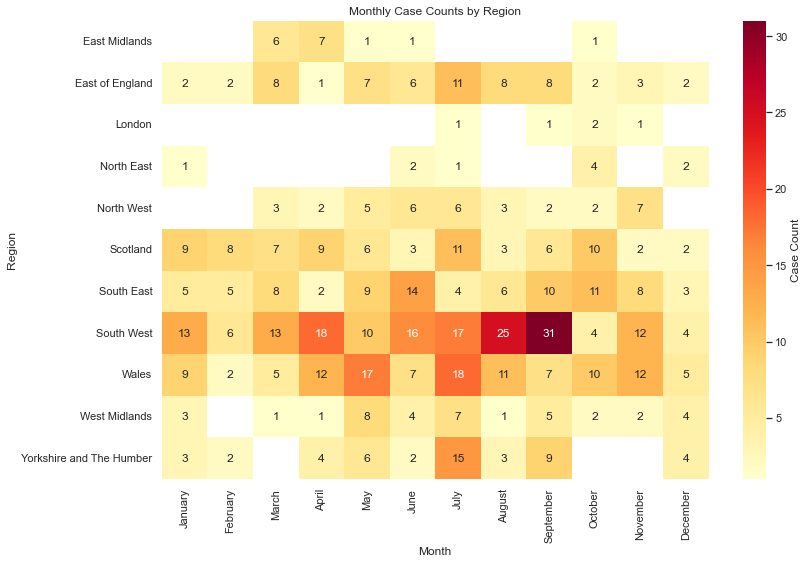 Monthly Case Counts by Region
East Midlands 6 7 1 1 1
East of England 2 2 8 1 7 6 11 8 8 2 3 2
London 1 1 2 1
North East 1 2 1 4 2
North West 3 2 5 6 6 3 2 2 7
Scotland 9 8 7 9 6 3 11 3 6 10 2 2
South East 5 5 8 2 9 14 4 6 10 11 8 3
South West 13 6 13 18 10 16 17 25 31 4 12 4
Wales 9 2 5 12 17 7 18 11 7 10 12 5
West Midlands 3 1 1 8 4 7 1 5 2 2 4
Yorkshire and The Humber 3 2 4 6 2 15 3 9 4
January February March April May June July August September October November December
Month
Region
30
25
20
15
10
5
Case Count